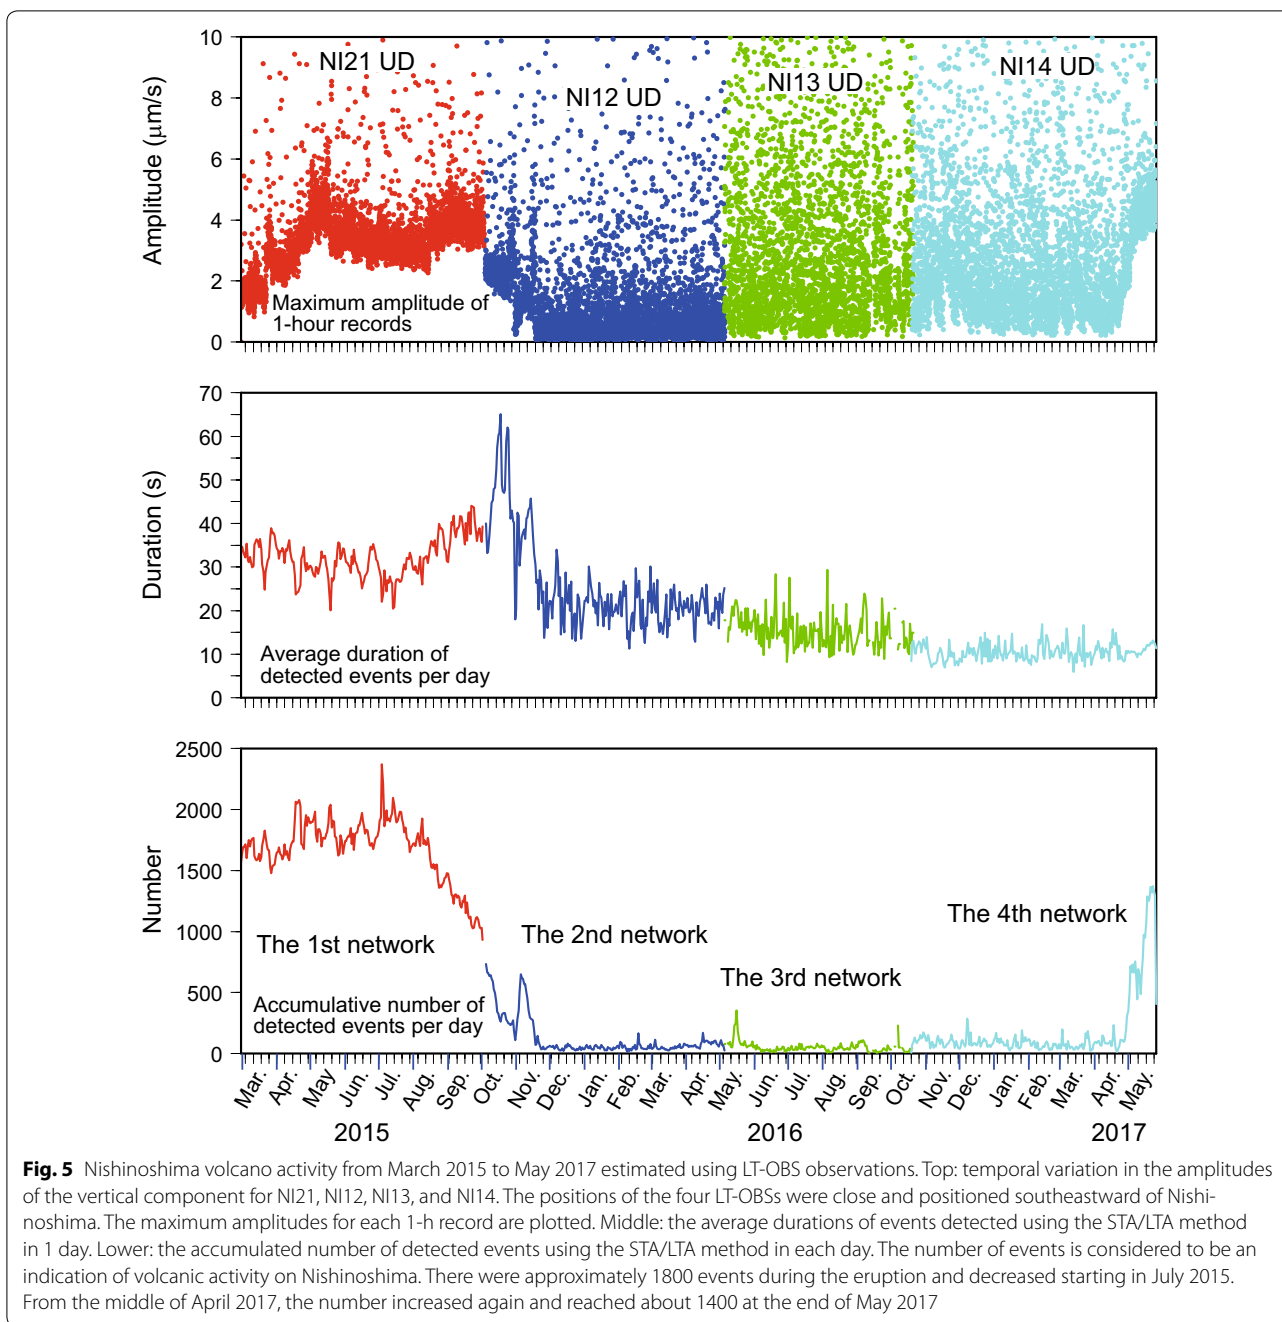 10
8
6
4
2
0
Amplitude (μm/s)
NI21 UD
NI12 UD
NI13 UD
NI14 UD
Maximum amplitude of
1-hour records
70
60
50
40
30
20
10
0
Duration (s)
Average duration of
detected events per day
2500
2000
1500
1000
500
0
Number
The 1st network
The 2nd network
The 3rd network
The 4th network
Accumulative number of
detected events per day
Mar. Apr. May Jun. Jul. Aug. Sep. Oct. Nov. Dec. Jan. Feb. Mar. Apr. May. Jun. Jul. Aug. Sep. Oct. Nov. Dec. Jan. Feb. Mar. Apr. May.
2015 2016 2017
Fig. 5 Nishinoshima volcano activity from March 2015 to May 2017 estimated using LT-OBS observations. Top: temporal variation in the amplitudes
of the vertical component for NI21, NI12, NI13, and NI14. The positions of the four LT-OBSs were close and positioned southeastward of Nishi-
noshima. The maximum amplitudes for each 1-h record are plotted. Middle: the average durations of events detected using the STA/LTA method
in 1 day. Lower: the accumulated number of detected events using the STA/LTA method in each day. The number of events is considered to be an
indication of volcanic activity on Nishinoshima. There were approximately 1800 events during the eruption and decreased starting in July 2015.
From the middle of April 2017, the number increased again and reached about 1400 at the end of May 2017